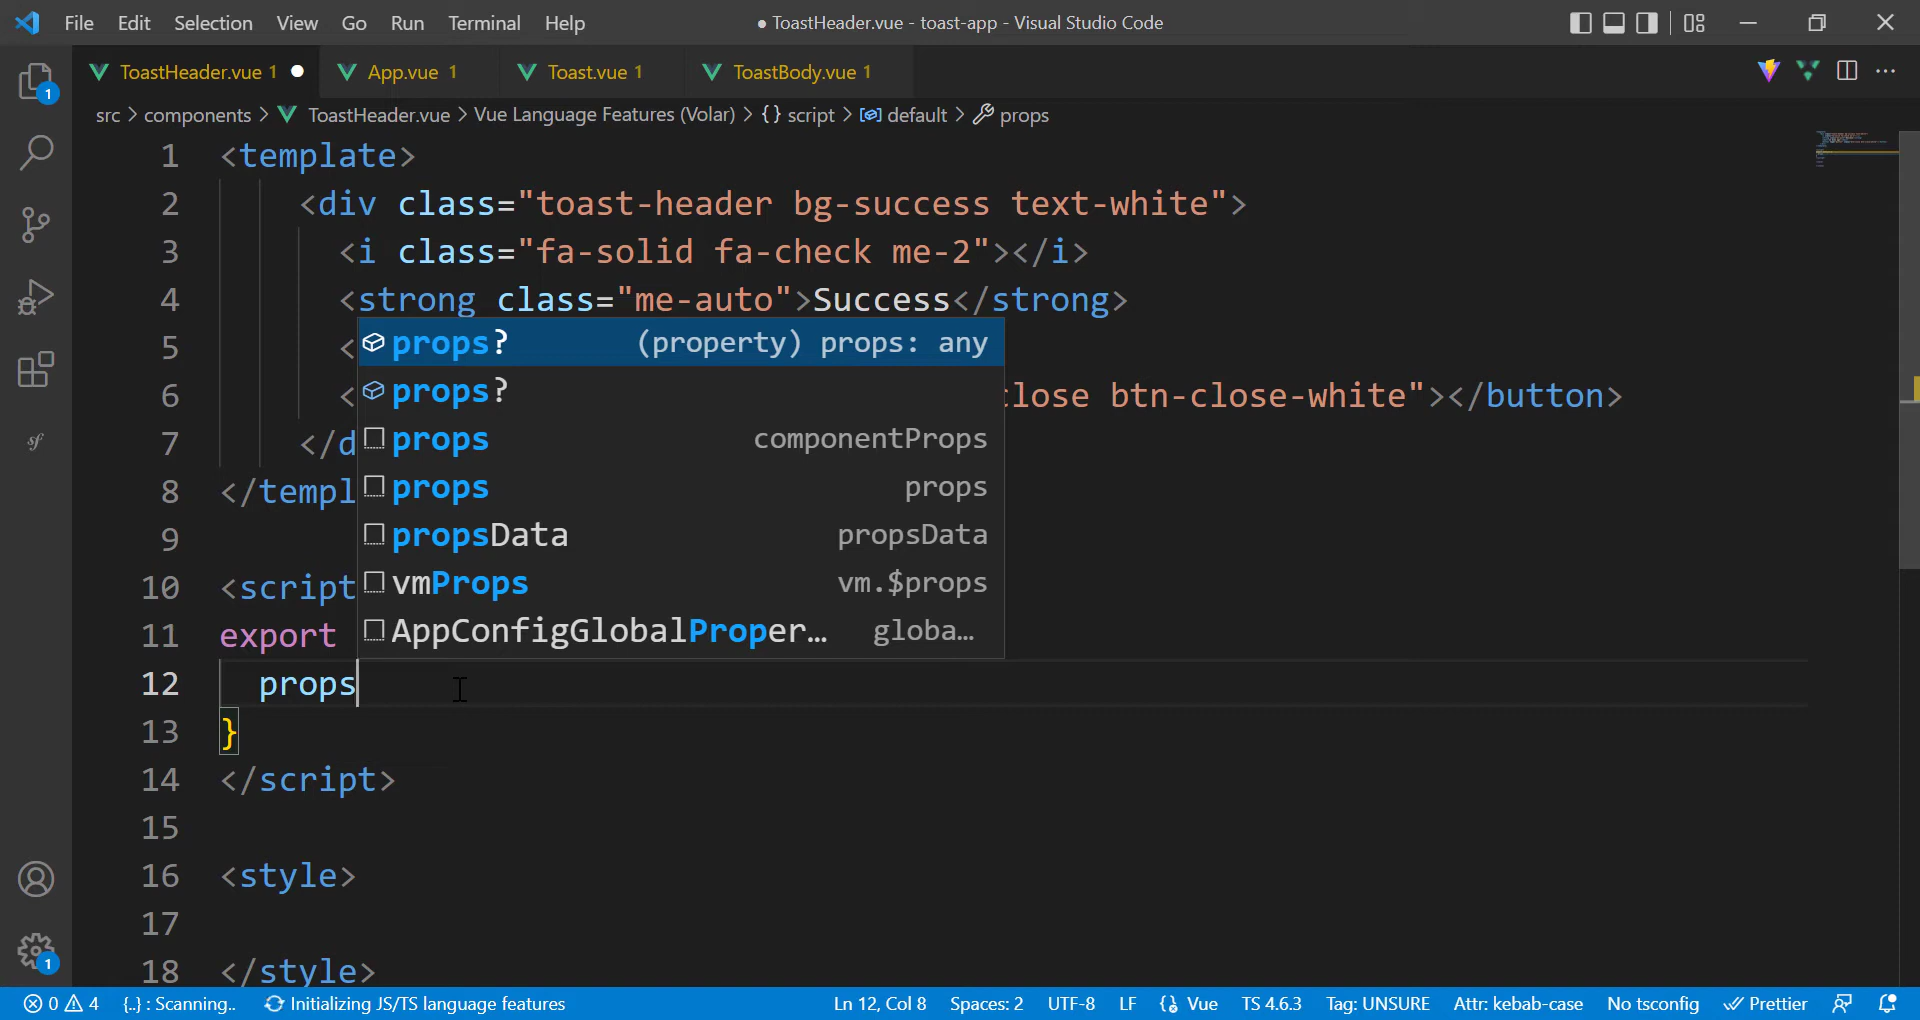 File Edit Selection View Go Run Terminal Help
● ToastHeader.vue - toast-app - Visual Studio Code
ToastHeader.vue 1 ● App.vue 1 Toast.vue 1 ToastBody.vue 1
src > components > ToastHeader.vue > Vue Language Features (Volar) > {} script > default > props
1 <template>
2 <div class="toast-header bg-success text-white">
3 <i class="fa-solid fa-check me-2"></i>
4 <strong class="me-auto">Success</strong>
5 <
6 < close btn-close-white"></button>
7 </d
8 </templ
9
10 <script
11 export
12 props
13 }
14 </script>
15
16 <style>
17
18 </style>
props? (property) props: any
props?
props componentProps
props props
propsData propsData
vmProps vm.$props
AppConfigGlobalProper… globa…
1
1
0 4 {..} : Scanning.. Initializing JS/TS language features Ln 12, Col 8 Spaces: 2 UTF-8 LF Vue TS 4.6.3 Tag: UNSURE Attr: kebab-case No tsconfig Prettier